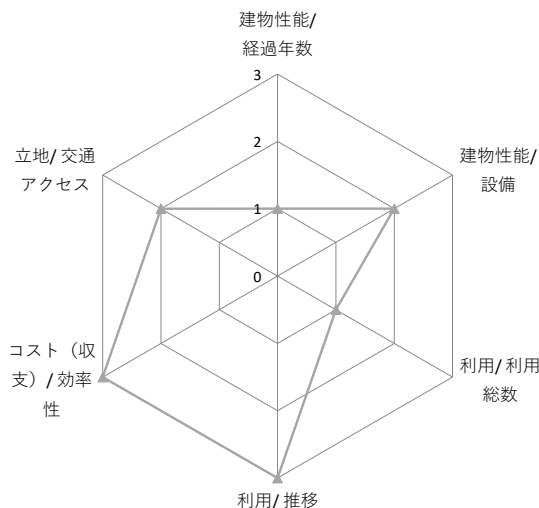 建物性能/
経過年数
3
2
1
0
建物性能/
設備
利用/ 利用
総数
利用/ 推移
コスト（収
支）/ 効率
性
立地/ 交通
アクセス